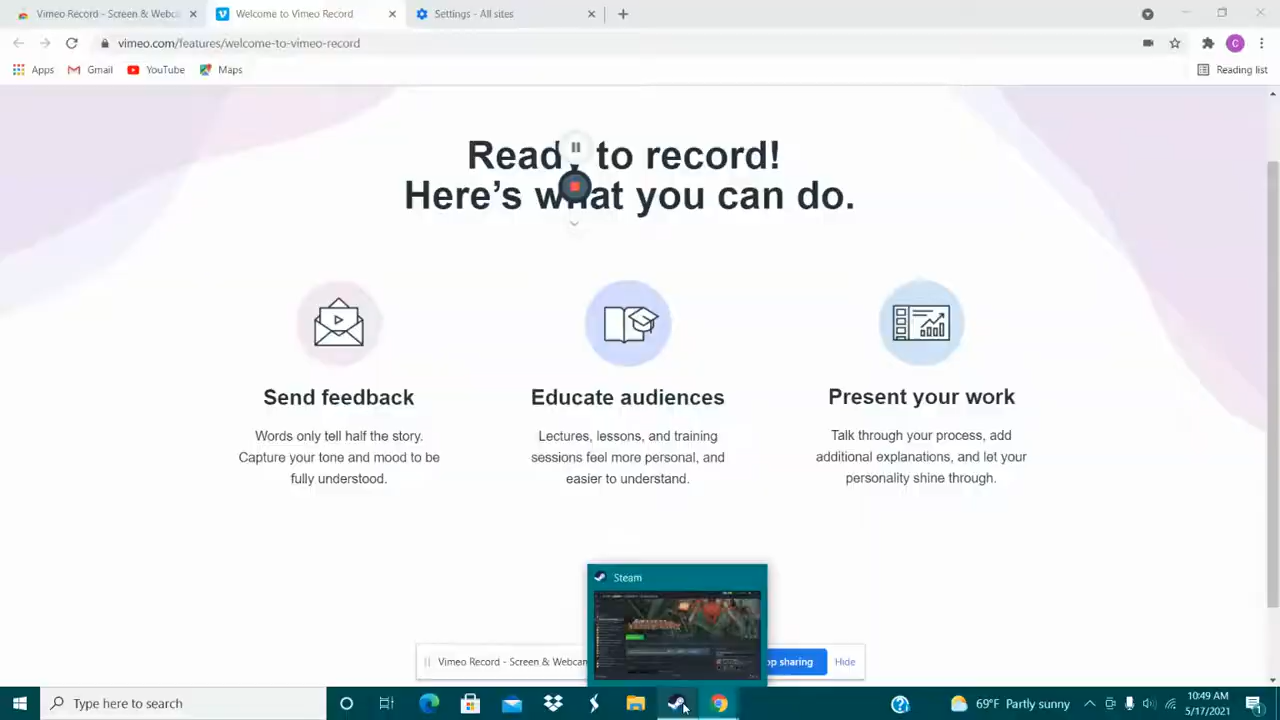 Vimeo Record - Screen & Webca
Welcome to Vimeo Record
Settings - All sites
vimeo.com/features/welcome-to-vimeo-record
Apps
Gmail
YouTube
Maps
Reading list
Read to record!
Here's what you can do.
Send feedback
Words only tell half the story.
Capture your tone and mood to be
fully understood.
Educate audiences
Lectures, lessons, and training
sessions feel more personal, and
easier to understand.
Present your work
Talk through your process, add
additional explanations, and let your
personality shine through.
Steam
Vimeo Record - Screen & Webcam
op sharing
Hide
Type here to search
69°F Partly sunny
10:49 AM
5/17/2021